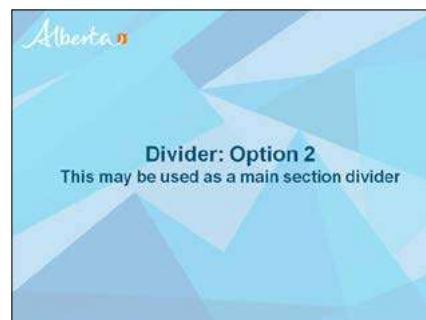 Alberta
Divider: Option 2
This may be used as a main section divider